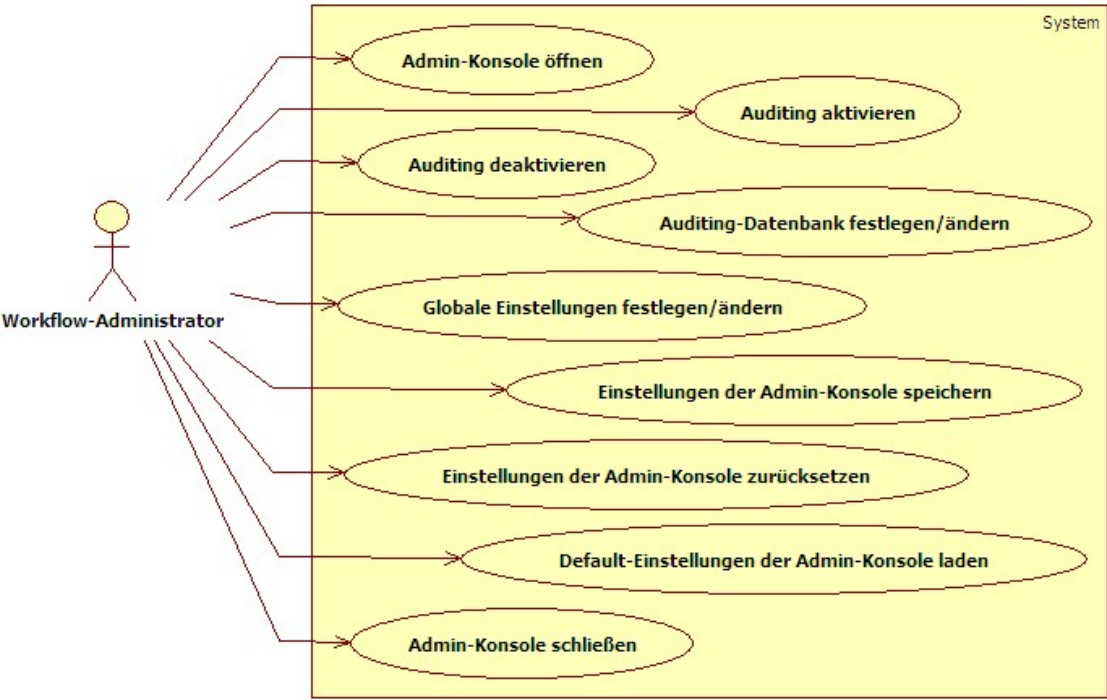 System
Admin-Konsole öffnen
Auditing aktivieren
Auditing deaktivieren
Auditing-Datenbank festlegen/ändern
Globale Einstellungen festlegen/ändern
Workflow-Administrator
Einstellungen der Admin-Konsole speichern
Einstellungen der Admin-Konsole zurücksetzen
Default-Einstellungen der Admin-Konsole laden
Admin-Konsole schließen